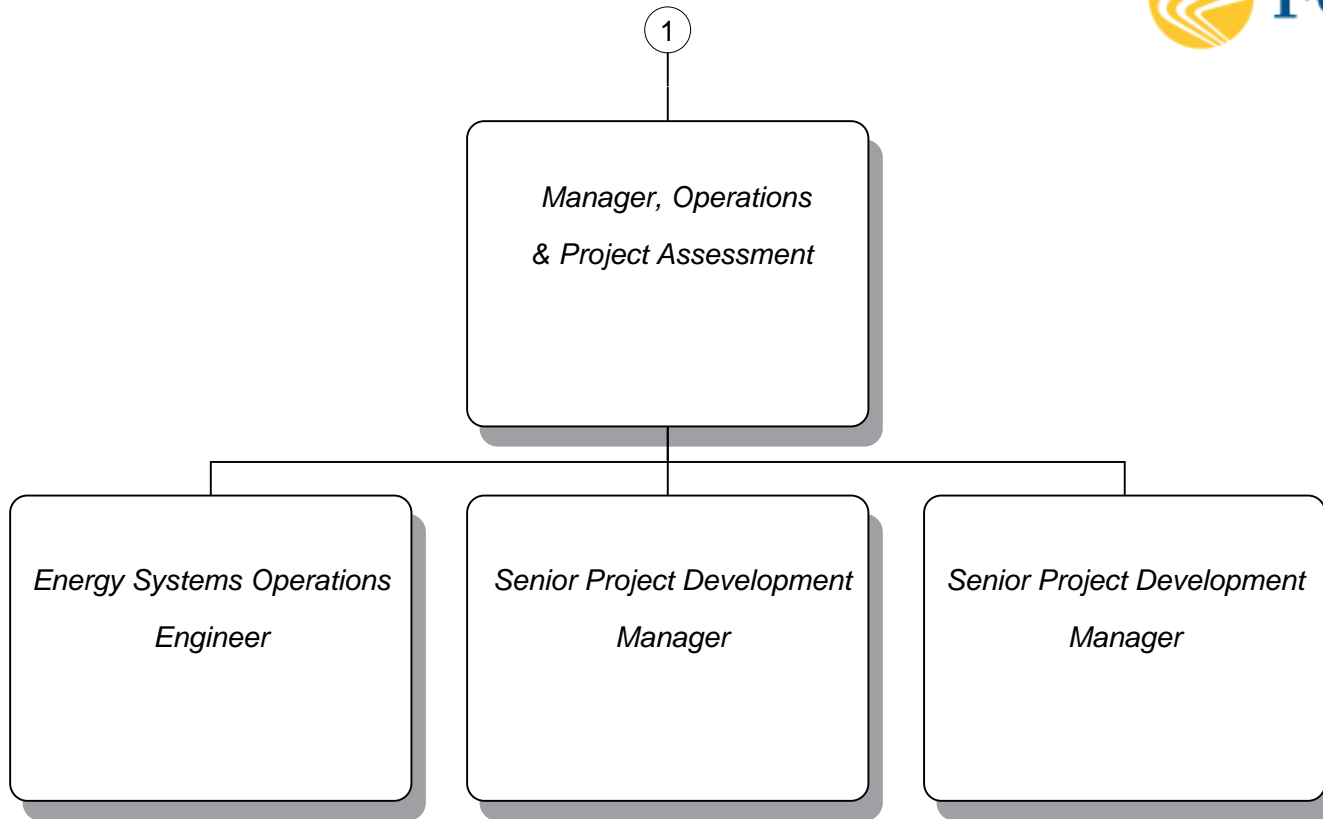 1
Manager, Operations
& Project Assessment
Energy Systems Operations
Engineer
Senior Project Development
Manager
Senior Project Development
Manager